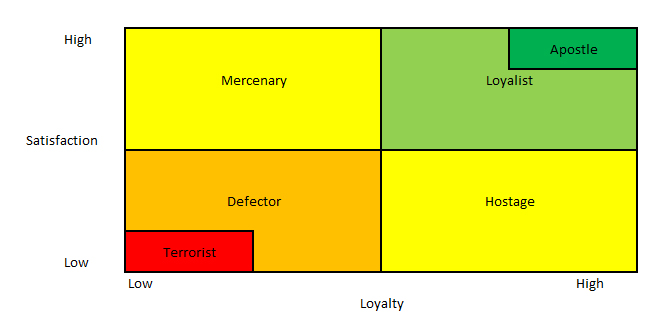 High
Apostle
Mercenary
Loyalist
Satisfaction
Defector
Hostage
Terrorist
Low
Low
High
Loyalty